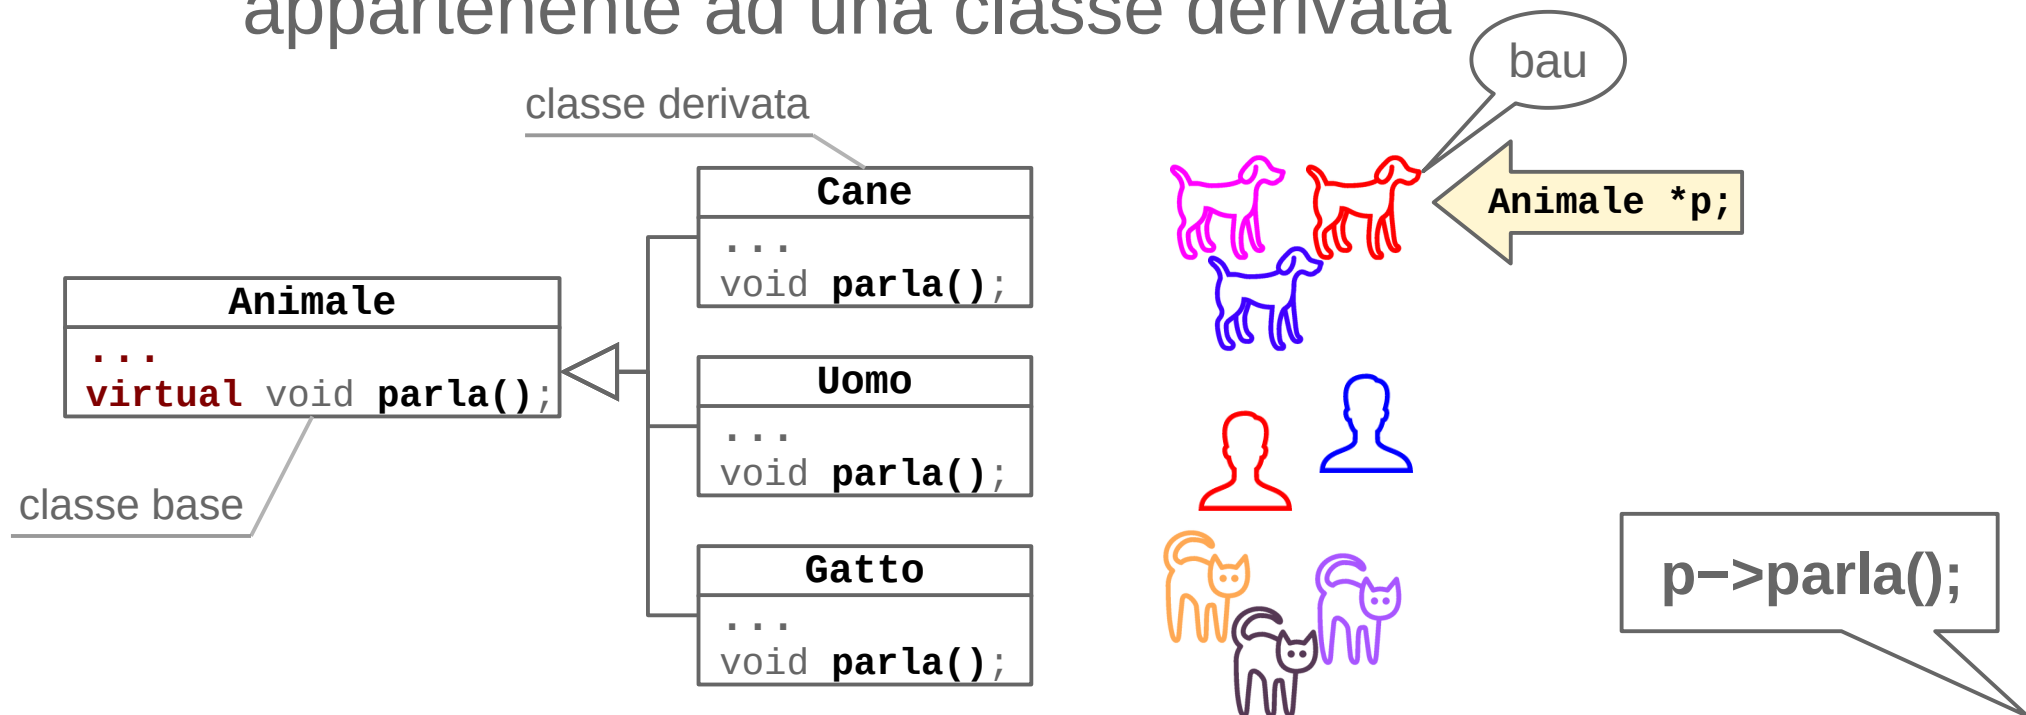 appartenente ad una classe derivata
bau
classe derivata
Cane
...
void parla();
Animale *p;
Animale
...
virtual void parla();
Uomo
...
void parla();
classe base
Gatto
...
void parla();
p->parla();